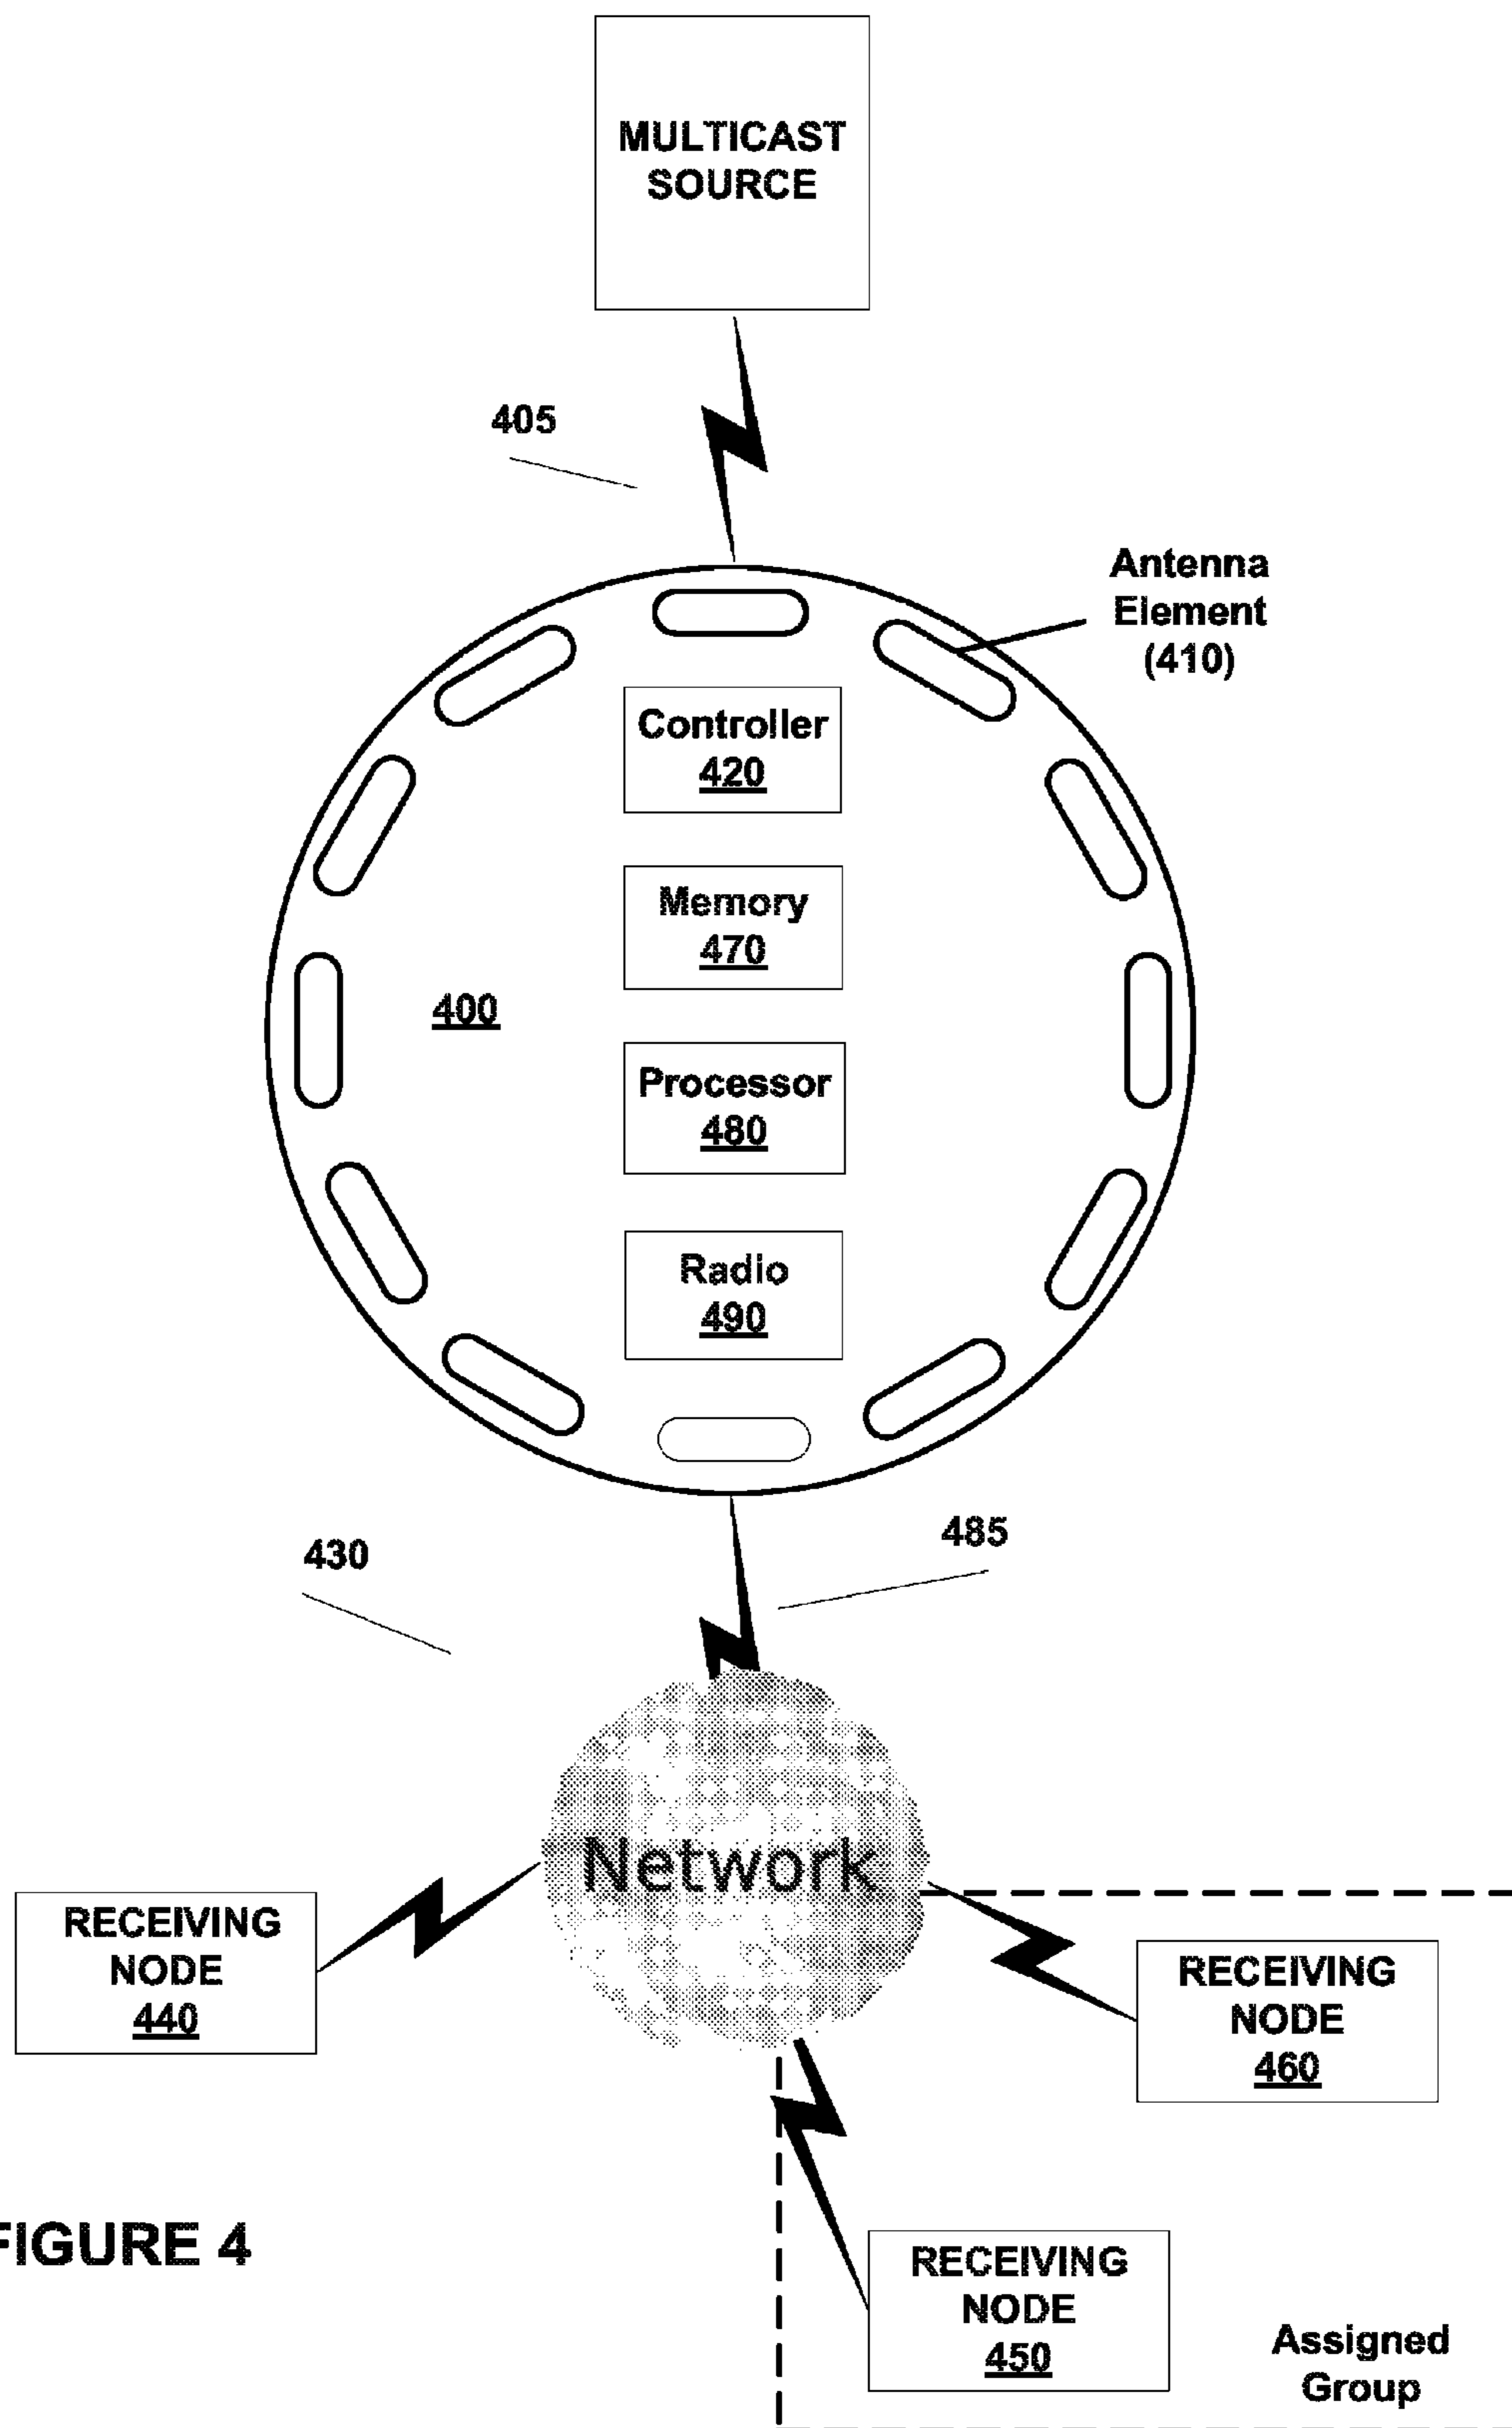 MULTICAST
SOURCE
405
Antenna
Element
(410)
Controller
420
Memory
470
400
Processor
480
Radio
490
430
485
Network
RECEIVING
NODE
440
RECEIVING
NODE
460
FIGURE 4
RECEIVING
NODE
450
Assigned
Group